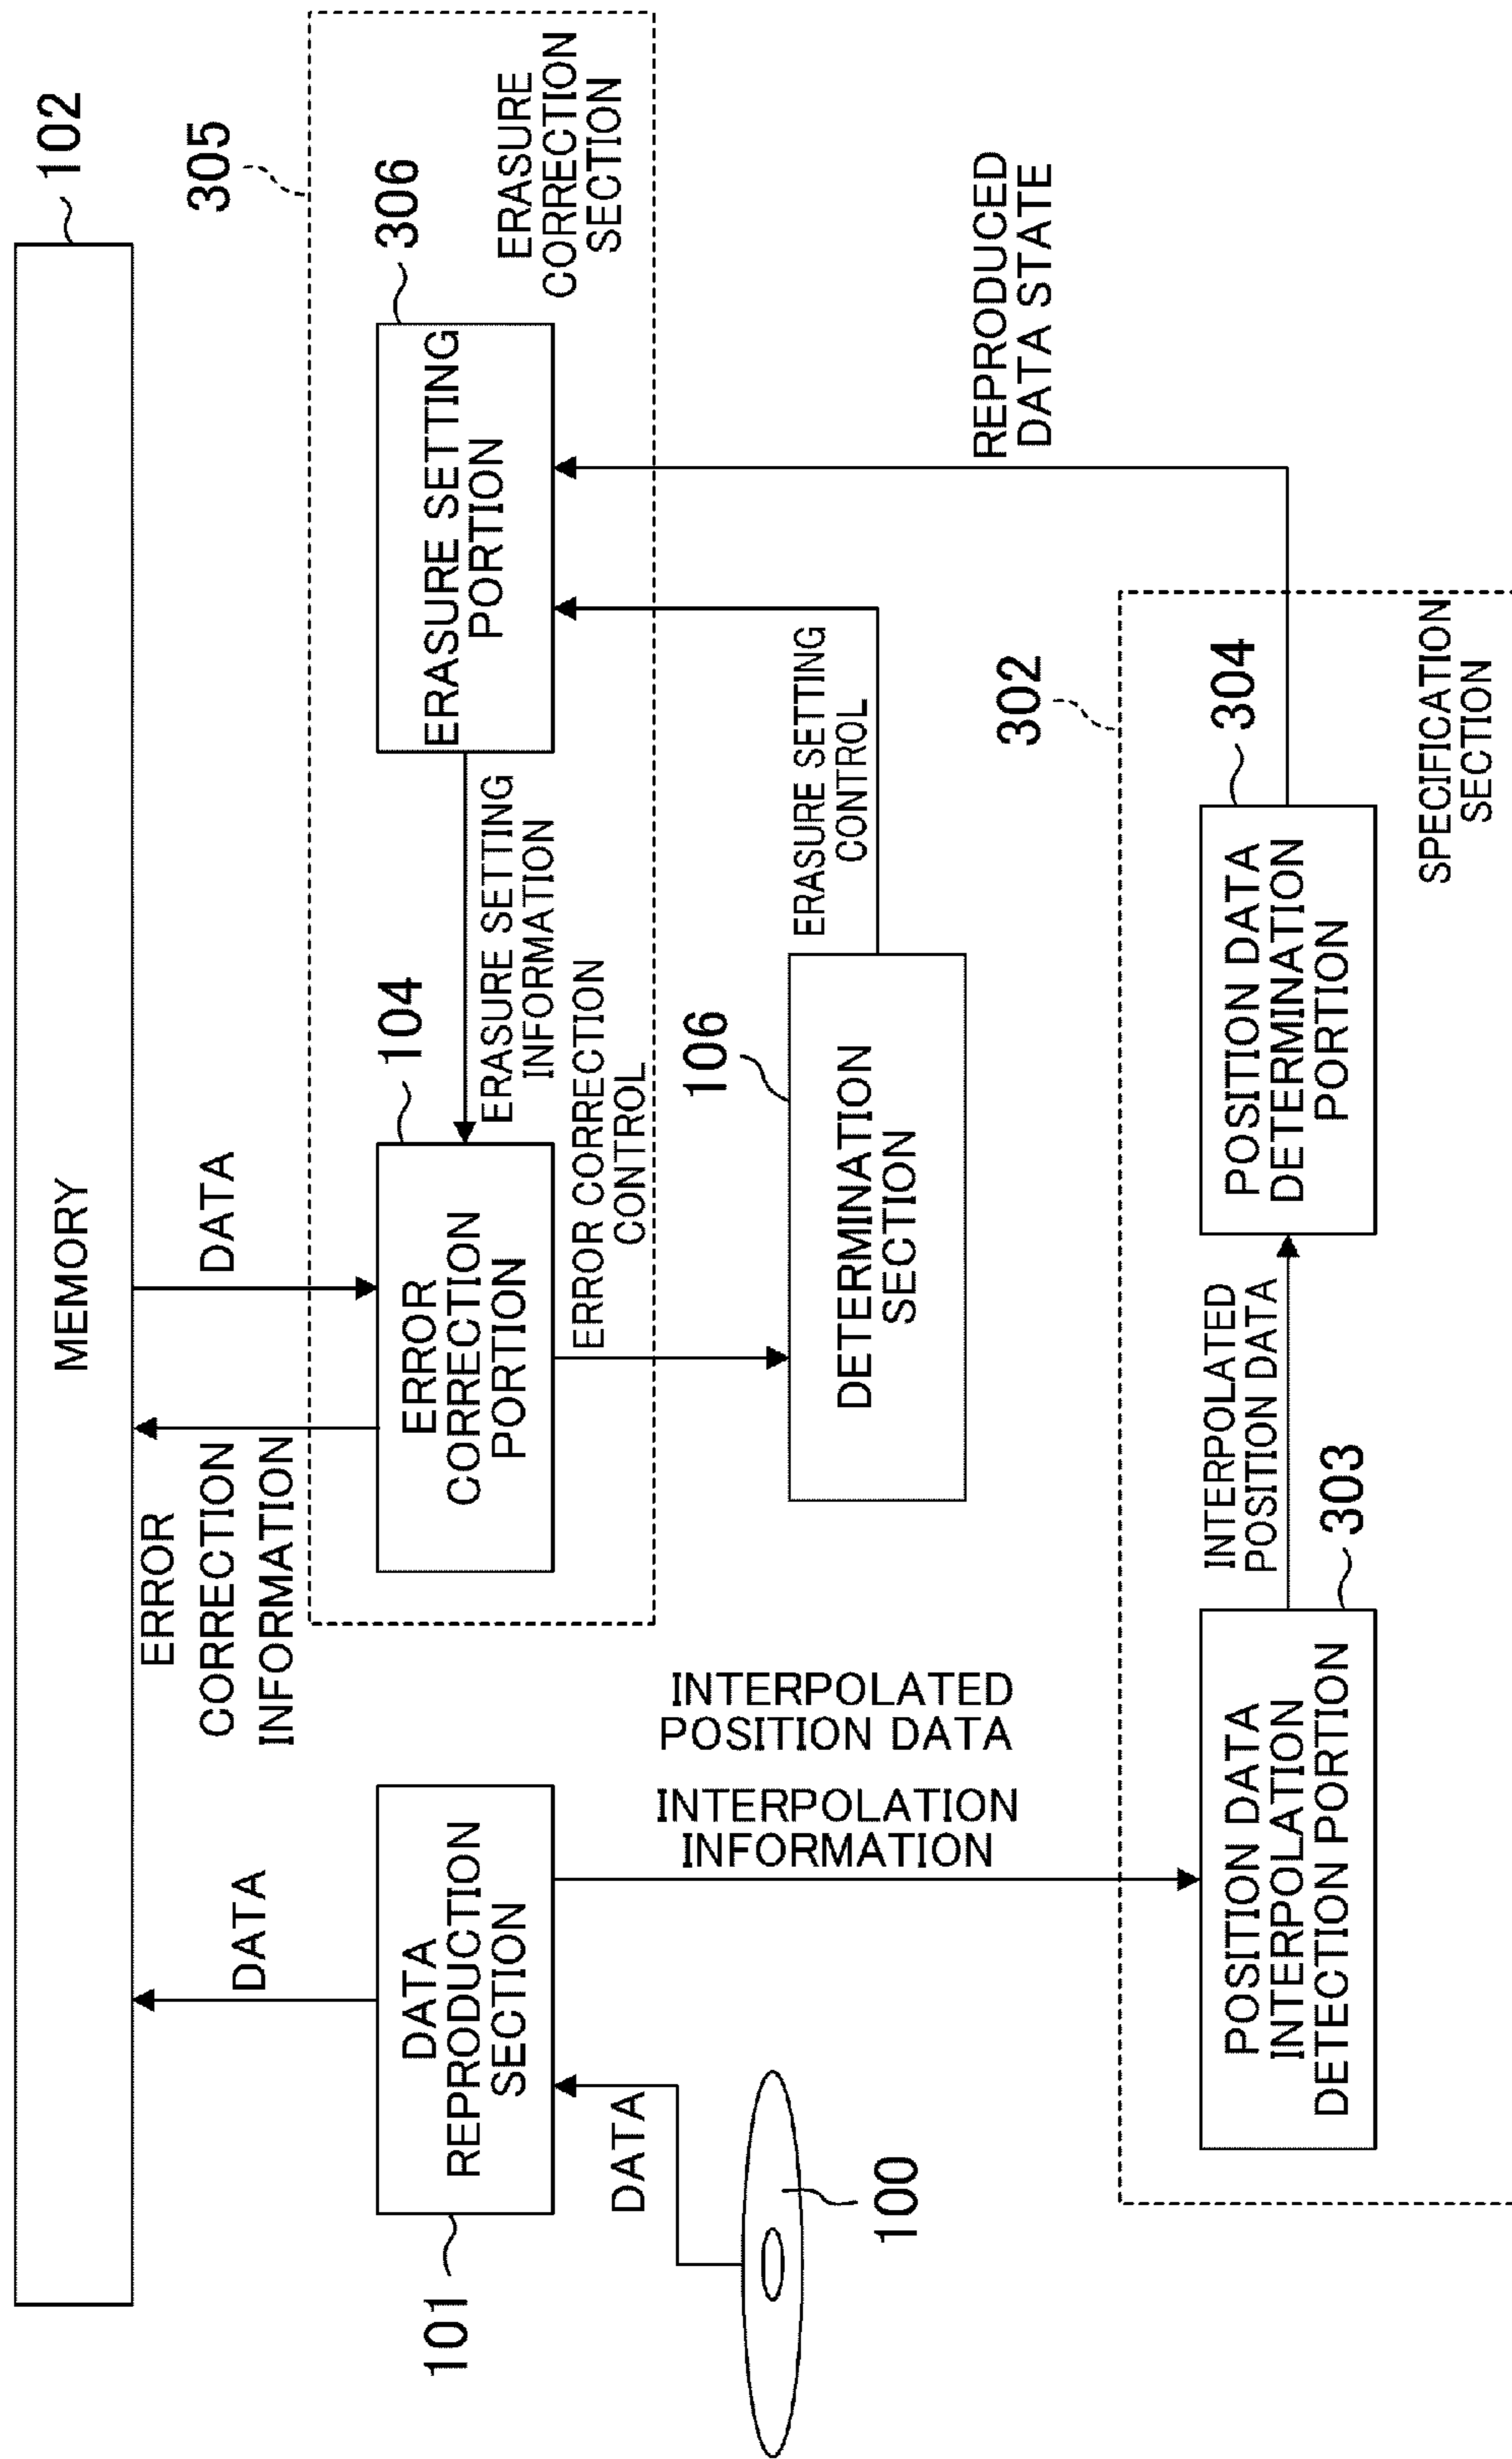 102
MEMORY
305
ERASURE
CORRECTION
SECTION
DATA
ERROR
CORRECTION
INFORMATION
DATA
101
DATA
REPRODUCTION
SECTION
104
ERROR
CORRECTION
PORTION
ERASURE SETTING
INFORMATION
306
ERASURE SETTING
PORTION
DATA
100
INTERPOLATED
POSITION DATA
INTERPOLATION
INFORMATION
ERROR CORRECTION
CONTROL
106
DETERMINATION
SECTION
ERASURE SETTING
CONTROL
REPRODUCED
DATA STATE
302
303
POSITION DATA
INTERPOLATION
DETECTION PORTION
INTERPOLATED
POSITION DATA
304
POSITION DATA
DETERMINATION
PORTION
SPECIFICATION
SECTION